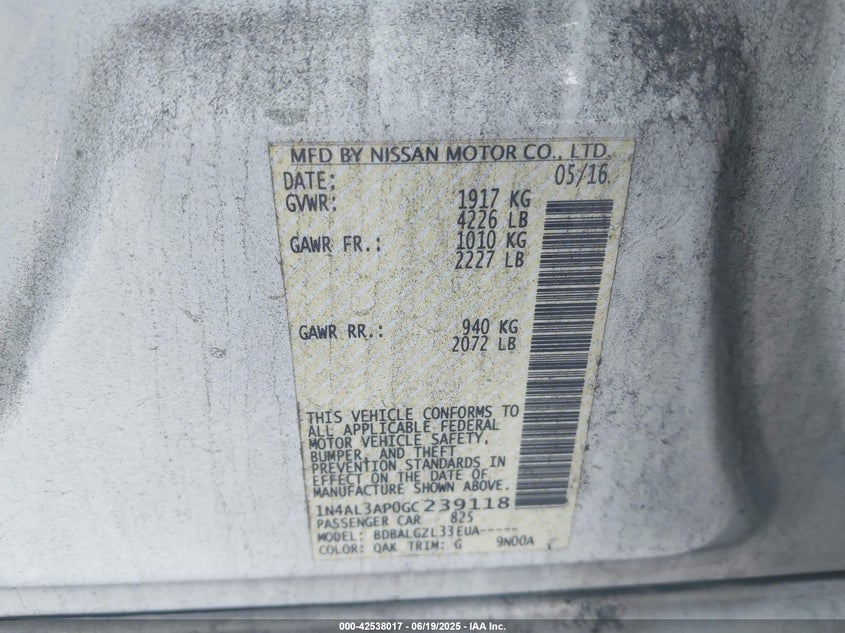 MFD BY NISSAN MOTOR CO., LTD.
DATE: 05/16
GVWR: 1917 KG
4226 LB
GAWR FR.: 1010 KG
2227 LB
GAWR RR.: 940 KG
2072 LB
THIS VEHICLE CONFORMS TO
ALL APPLICABLE FEDERAL
MOTOR VEHICLE SAFETY,
BUMPER, AND THEFT
PREVENTION STANDARDS IN
EFFECT ON THE DATE OF
MANUFACTURE SHOWN ABOVE.
1N4AL3AP0GC239118
PASSENGER CAR 825
MODEL: BDBALGZL33EUA-----
COLOR: QAK TRIM: G 9N00A
000-42538017 | 06/19/2025 - IAA Inc.